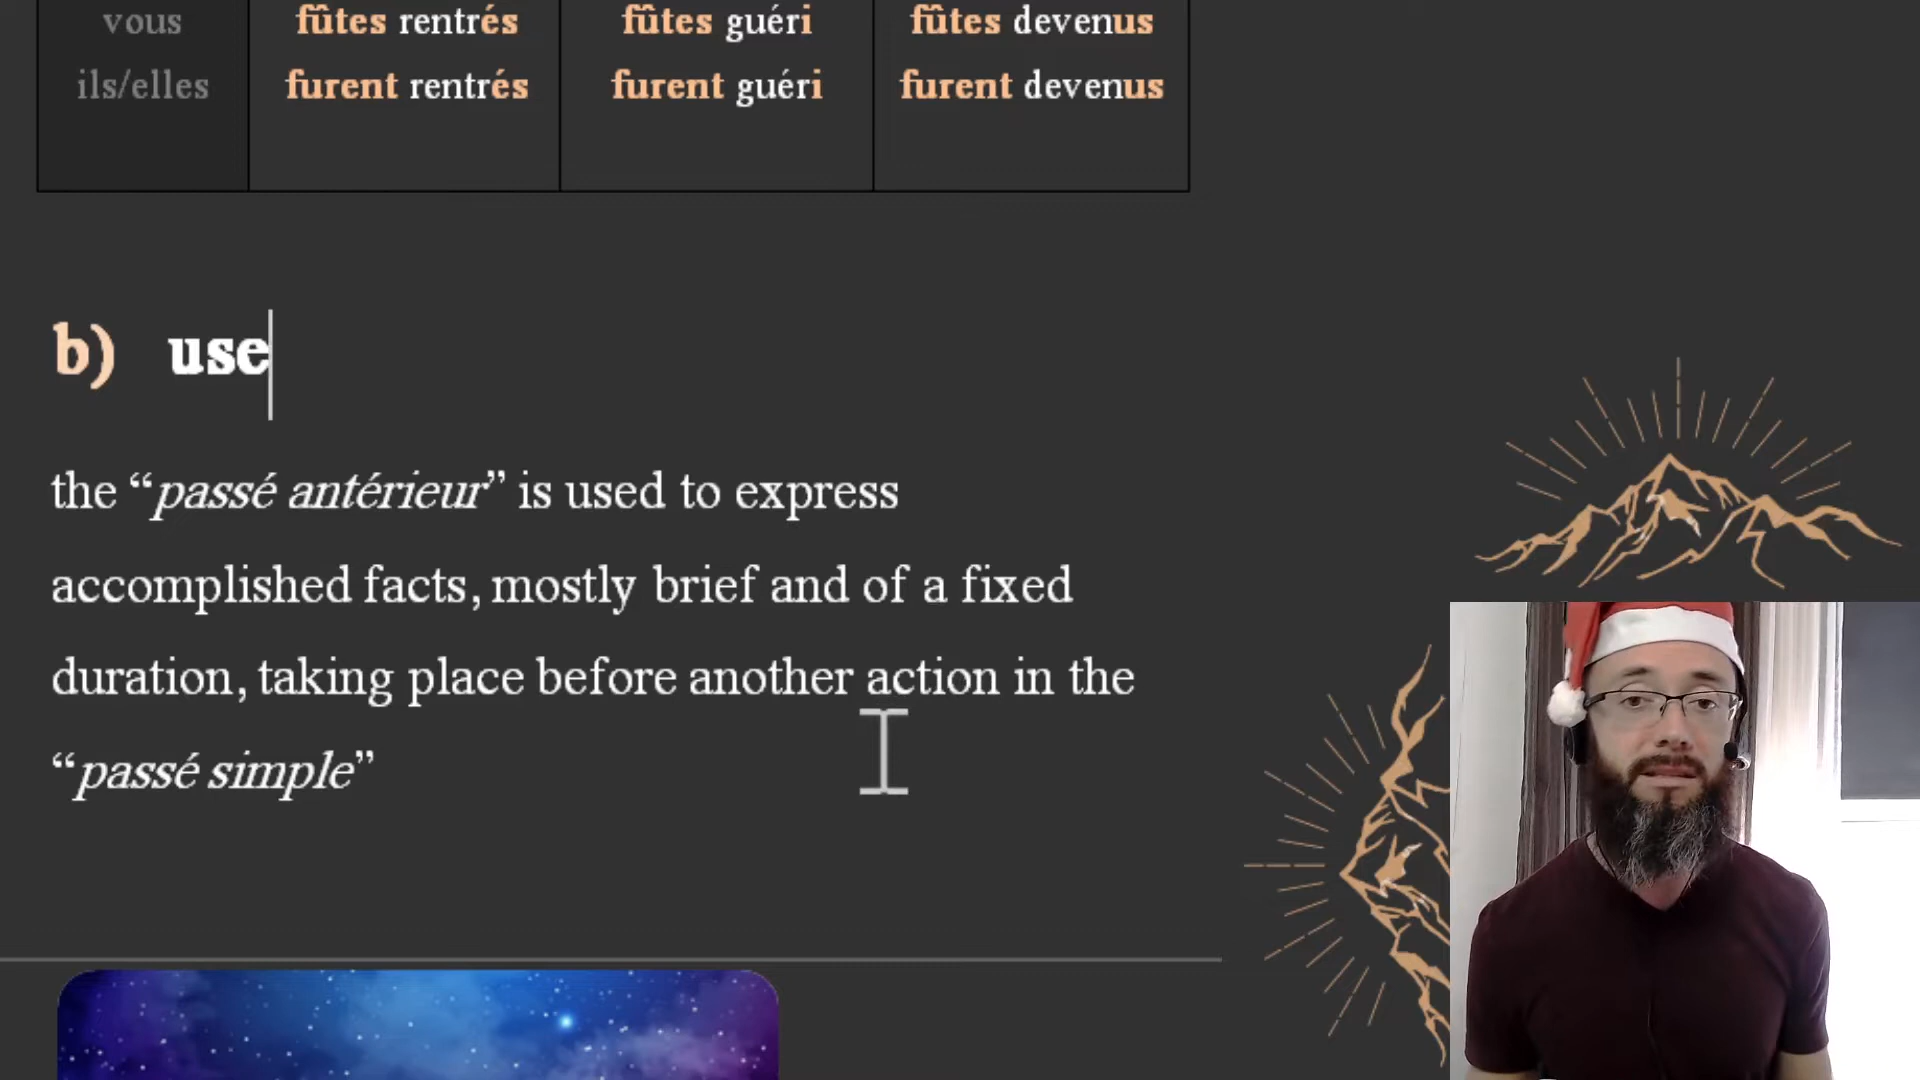 vous fûtes rentrés fûtes guéri fûtes devenus
ils/elles furent rentrés furent guéri furent devenus
b) use
the “passé antérieur” is used to express
accomplished facts, mostly brief and of a fixed
duration, taking place before another action in the
“passé simple”